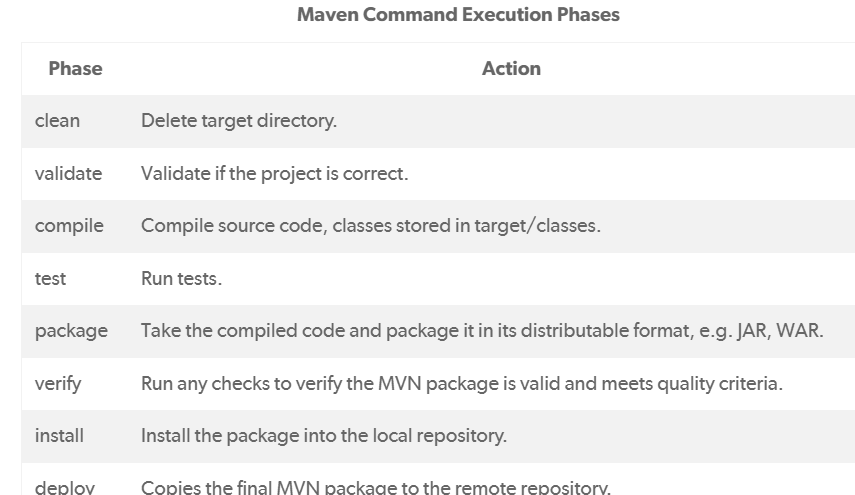 Maven Command Execution Phases
Phase Action
clean Delete target directory.
validate Validate if the project is correct.
compile Compile source code, classes stored in target/classes.
test Run tests.
package Take the compiled code and package it in its distributable format, e.g. JAR, WAR.
verify Run any checks to verify the MVN package is valid and meets quality criteria.
install Install the package into the local repository.
deploy Copies the final MVN package to the remote repository.